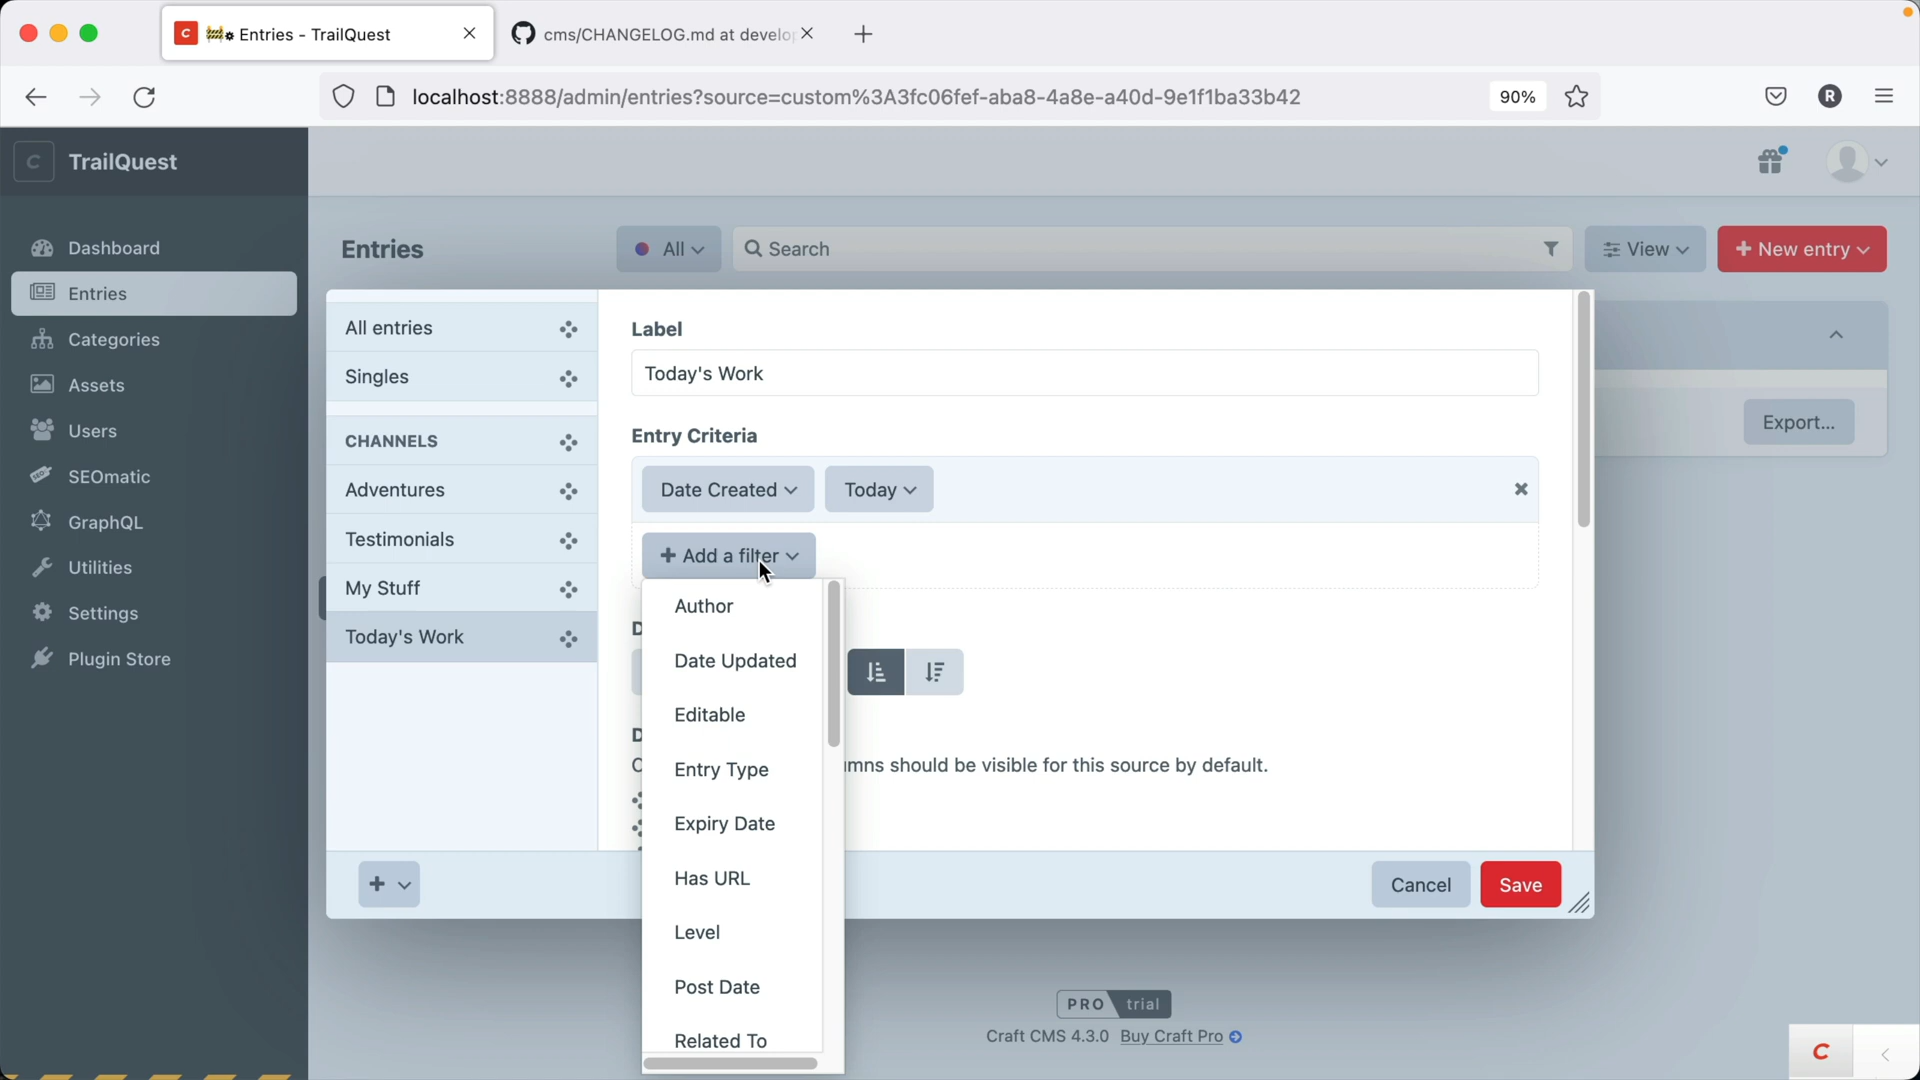 Entries - TrailQuest
cms/CHANGELOG.md at develo
localhost:8888/admin/entries?source=custom%3A3fc06fef-aba8-4a8e-a40d-9e1f1ba33b42
90%
R
C TrailQuest
Dashboard
Entries
Categories
Assets
Users
SEOmatic
GraphQL
Utilities
Settings
Plugin Store
Entries
All
Search
View
New entry
All entries
Singles
CHANNELS
Adventures
Testimonials
My Stuff
Today's Work
Label
Today's Work
Entry Criteria
Date Created
Today
Add a filter
Author
Date Updated
Editable
Entry Type
Expiry Date
Has URL
Level
Post Date
Related To
umns should be visible for this source by default.
Export...
Cancel
Save
PRO trial
Craft CMS 4.3.0 Buy Craft Pro